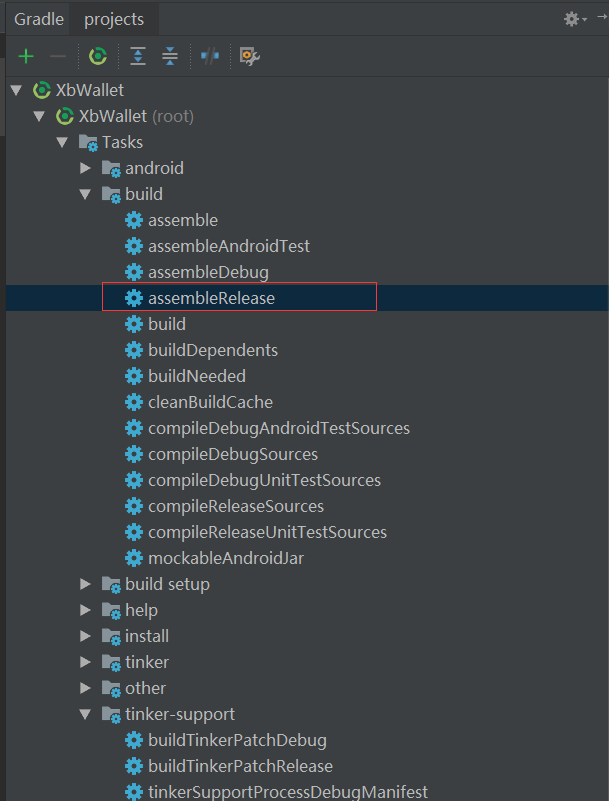 Gradle projects
XbWallet
XbWallet (root)
Tasks
android
build
assemble
assembleAndroidTest
assembleDebug
assembleRelease
build
buildDependents
buildNeeded
cleanBuildCache
compileDebugAndroidTestSources
compileDebugSources
compileDebugUnitTestSources
compileReleaseSources
compileReleaseUnitTestSources
mockableAndroidJar
build setup
help
install
tinker
other
tinker-support
buildTinkerPatchDebug
buildTinkerPatchRelease
tinkerSupportProcessDebugManifest